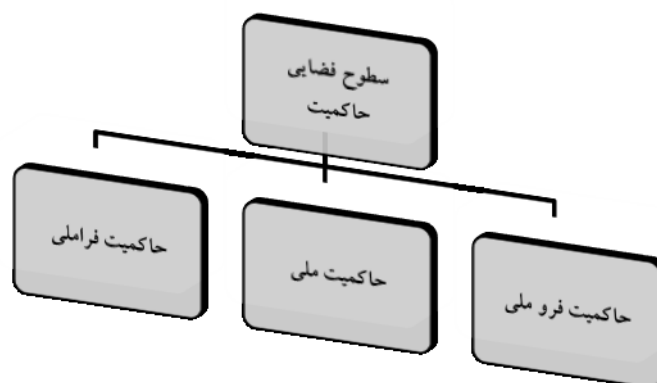 سطوح فضایی
حاکمیت
حاکمیت فرو ملی
حاکمیت ملی
حاکمیت فراملی